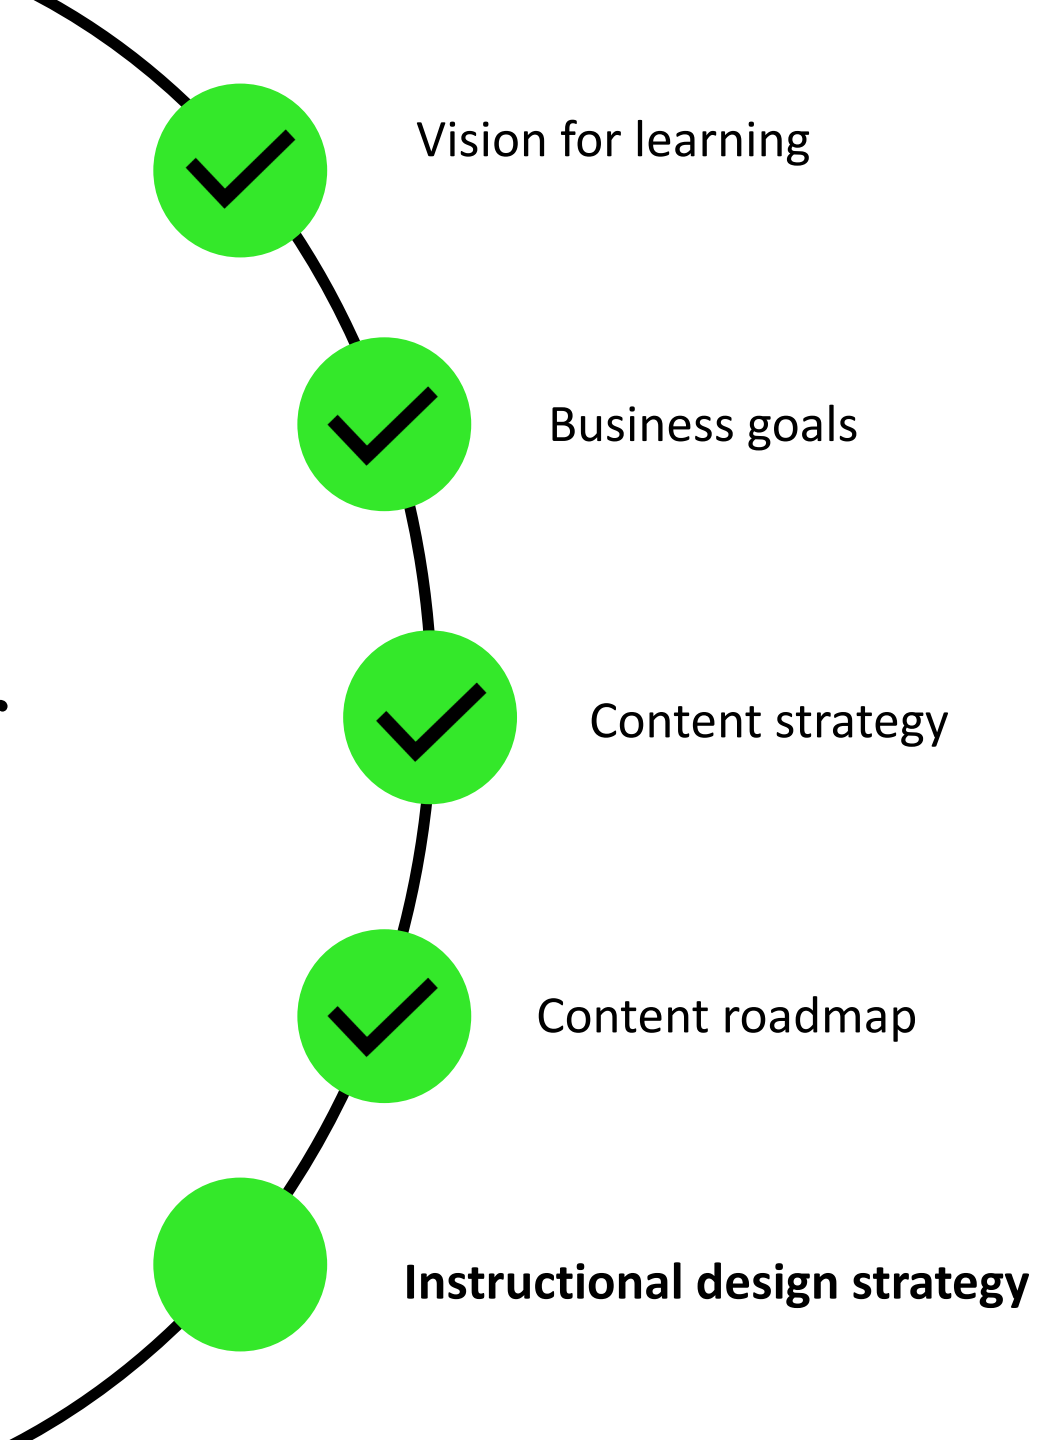 Vision for learning
Business goals
Content strategy
Content roadmap
Instructional design strategy